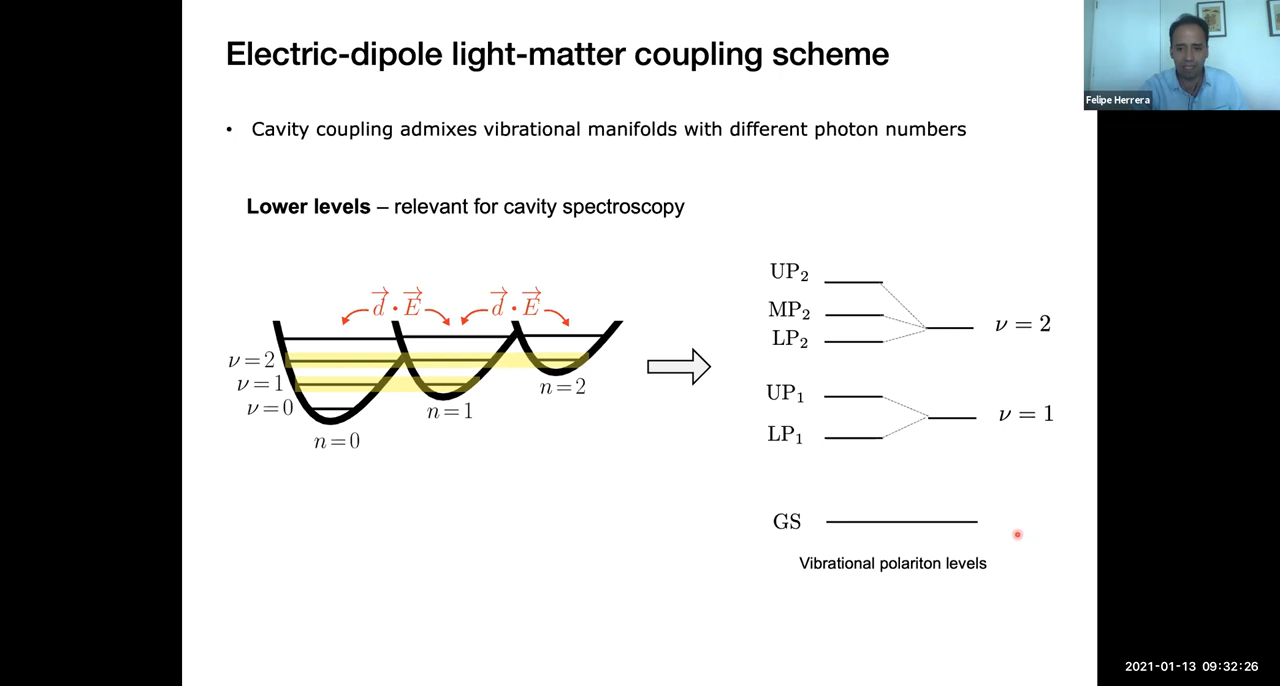 Electric-dipole light-matter coupling scheme
Felipe Herrera
• Cavity coupling admixes vibrational manifolds with different photon numbers
Lower levels – relevant for cavity spectroscopy
d⃗ · E⃗ d⃗ · E⃗
ν = 2
ν = 1
ν = 0
n = 0
n = 1
n = 2
UP₂
MP₂
LP₂
ν = 2
UP₁
LP₁
ν = 1
GS
Vibrational polariton levels
2021-01-13 09:32:26